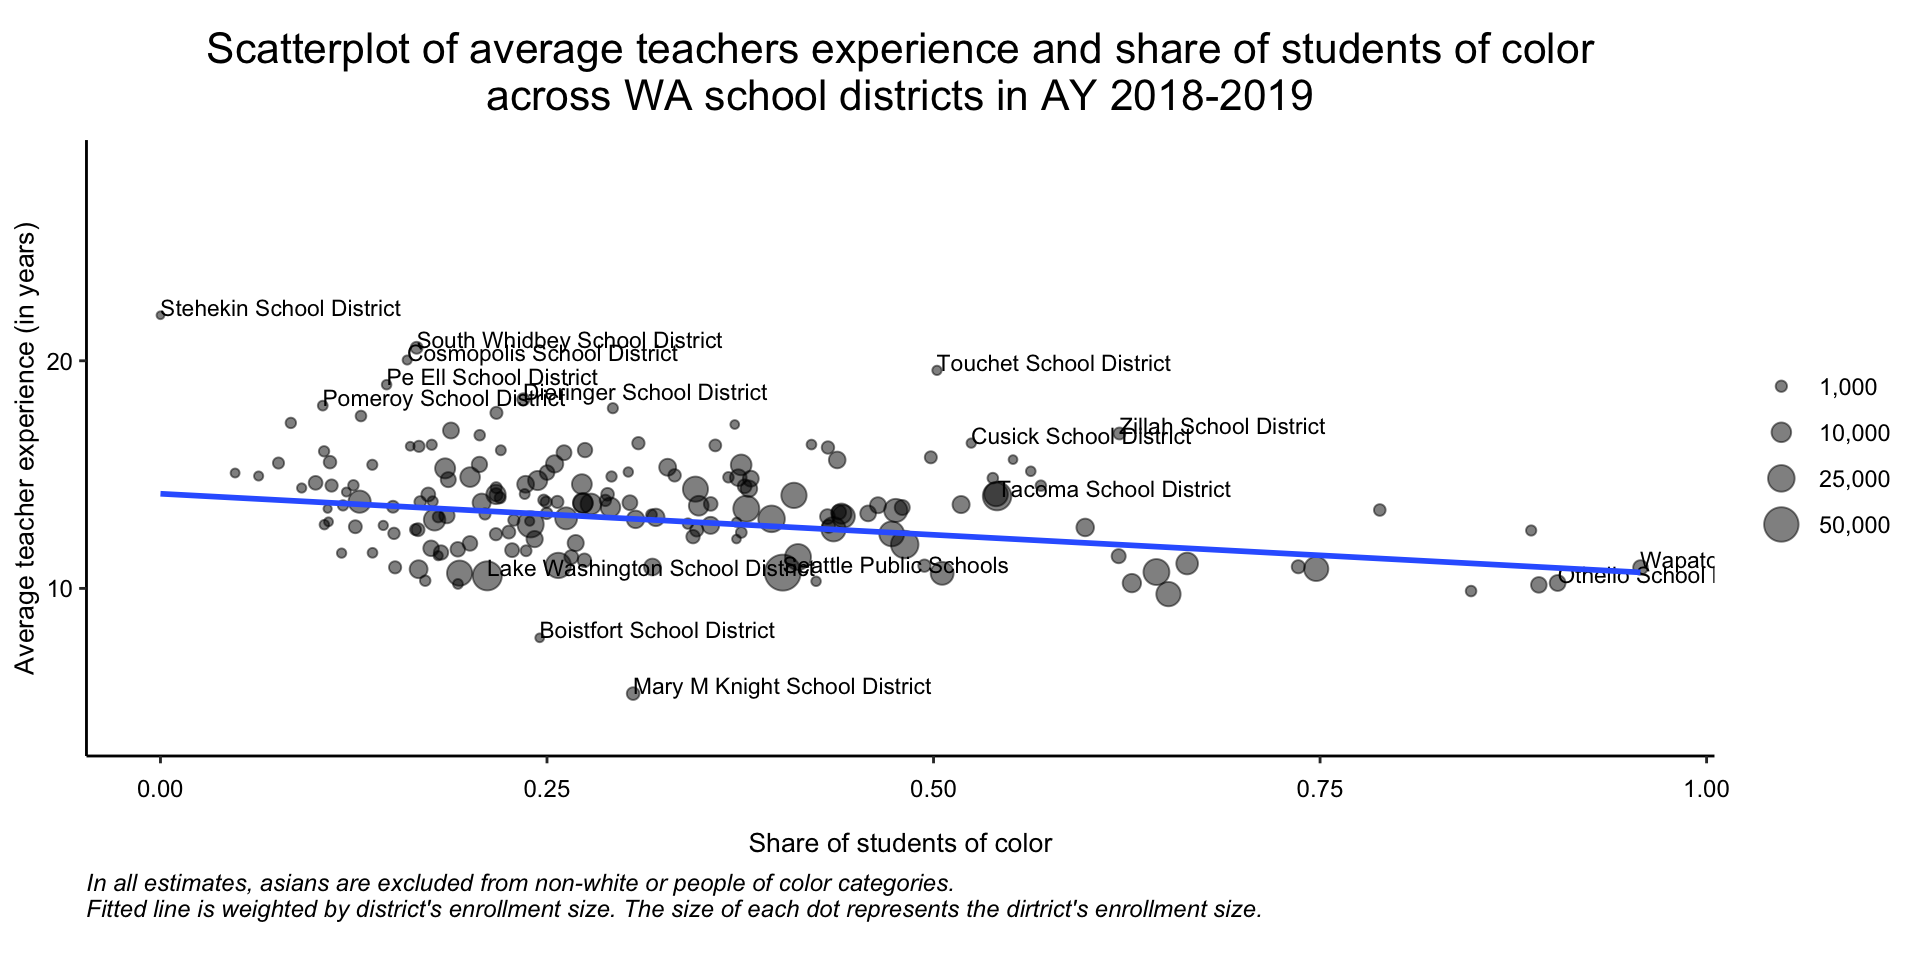 Scatterplot of average teachers experience and share of students of color
across WA school districts in AY 2018-2019
Average teacher experience (in years)
20
10
Stehekin School District
South Whidbey School District
Cosmopolis School District
Pe Ell School District
Dieringer School District
Pomeroy School District
Touchet School District
Zillah School District
Cusick School District
Tacoma School District
Lake Washington School District
Seattle Public Schools
Wapato
Othello School
Boistfort School District
Mary M Knight School District
1,000
10,000
25,000
50,000
0.00
0.25
0.50
0.75
1.00
Share of students of color
In all estimates, asians are excluded from non-white or people of color categories.
Fitted line is weighted by district's enrollment size. The size of each dot represents the dirtrict's enrollment size.